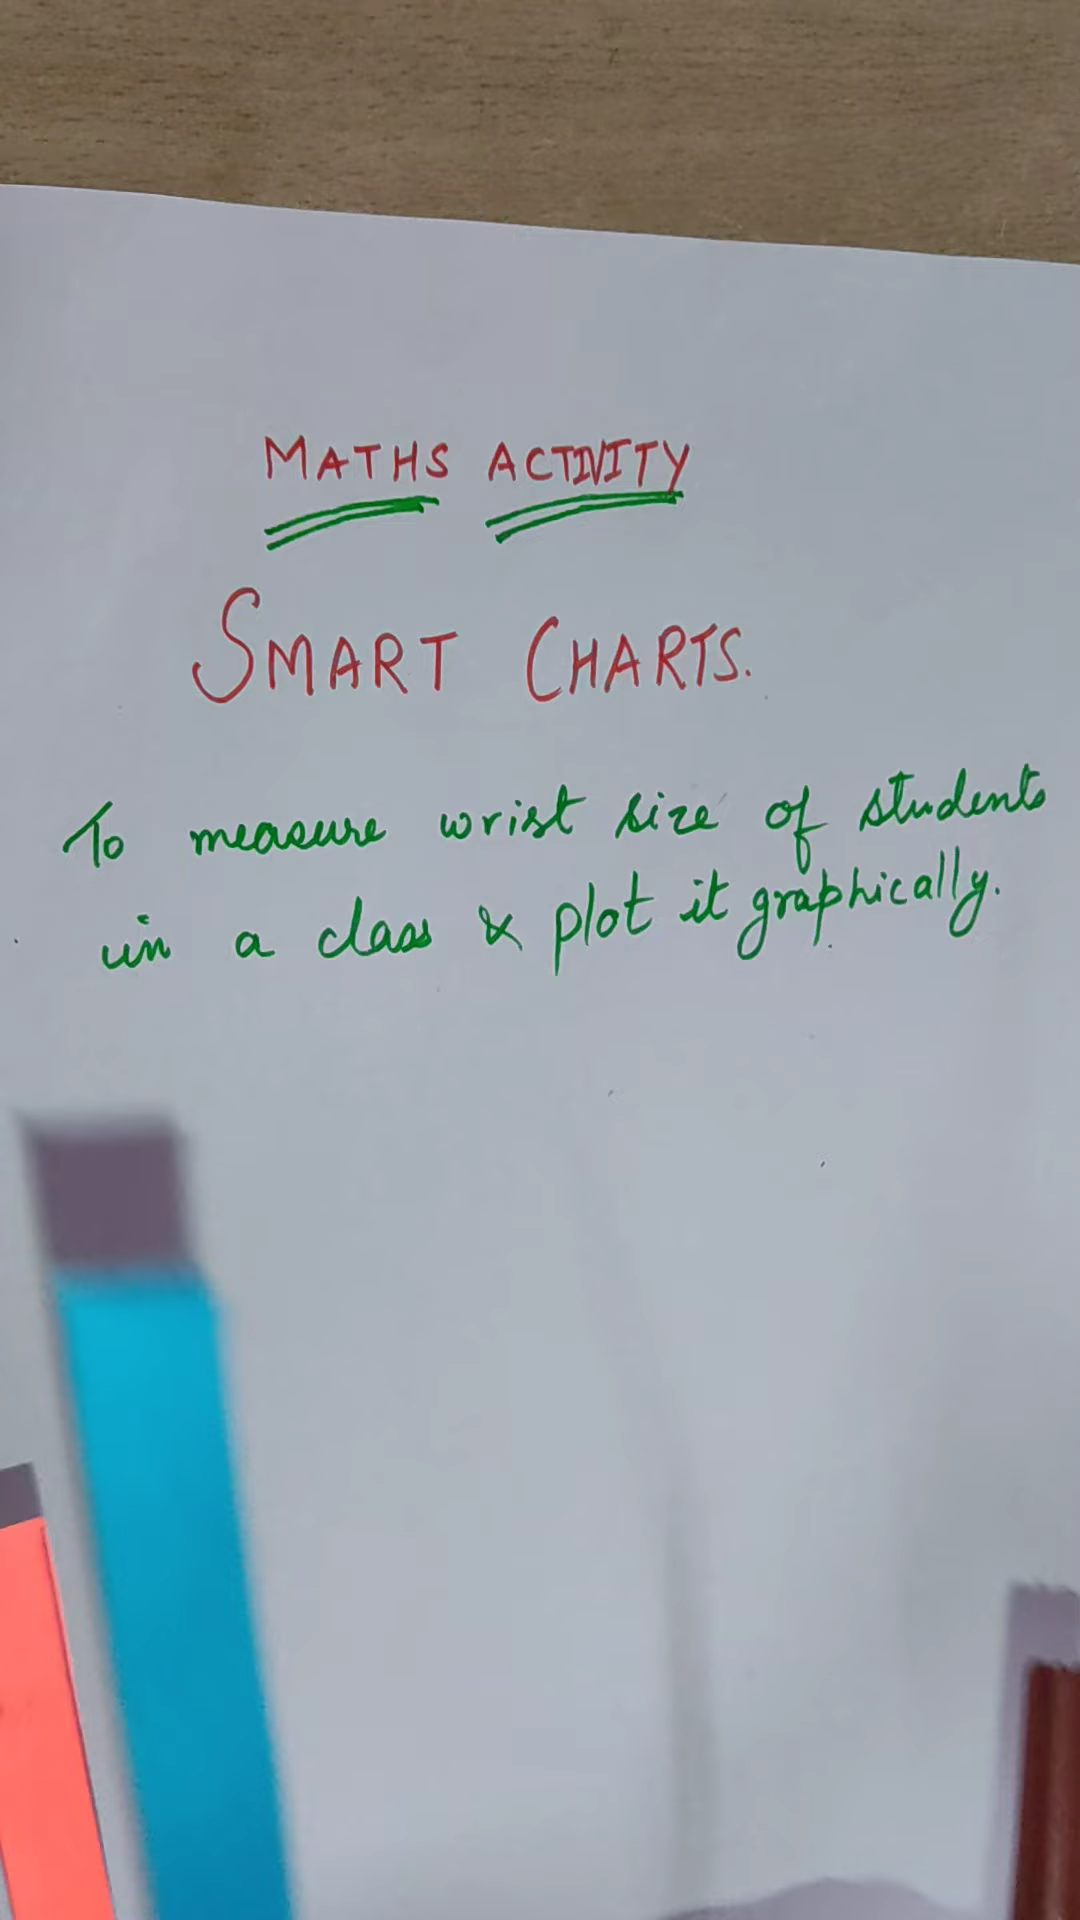 MATHS ACTIVITY
SMART CHARTS.
To measure wrist size of students
in a class & plot it graphically.